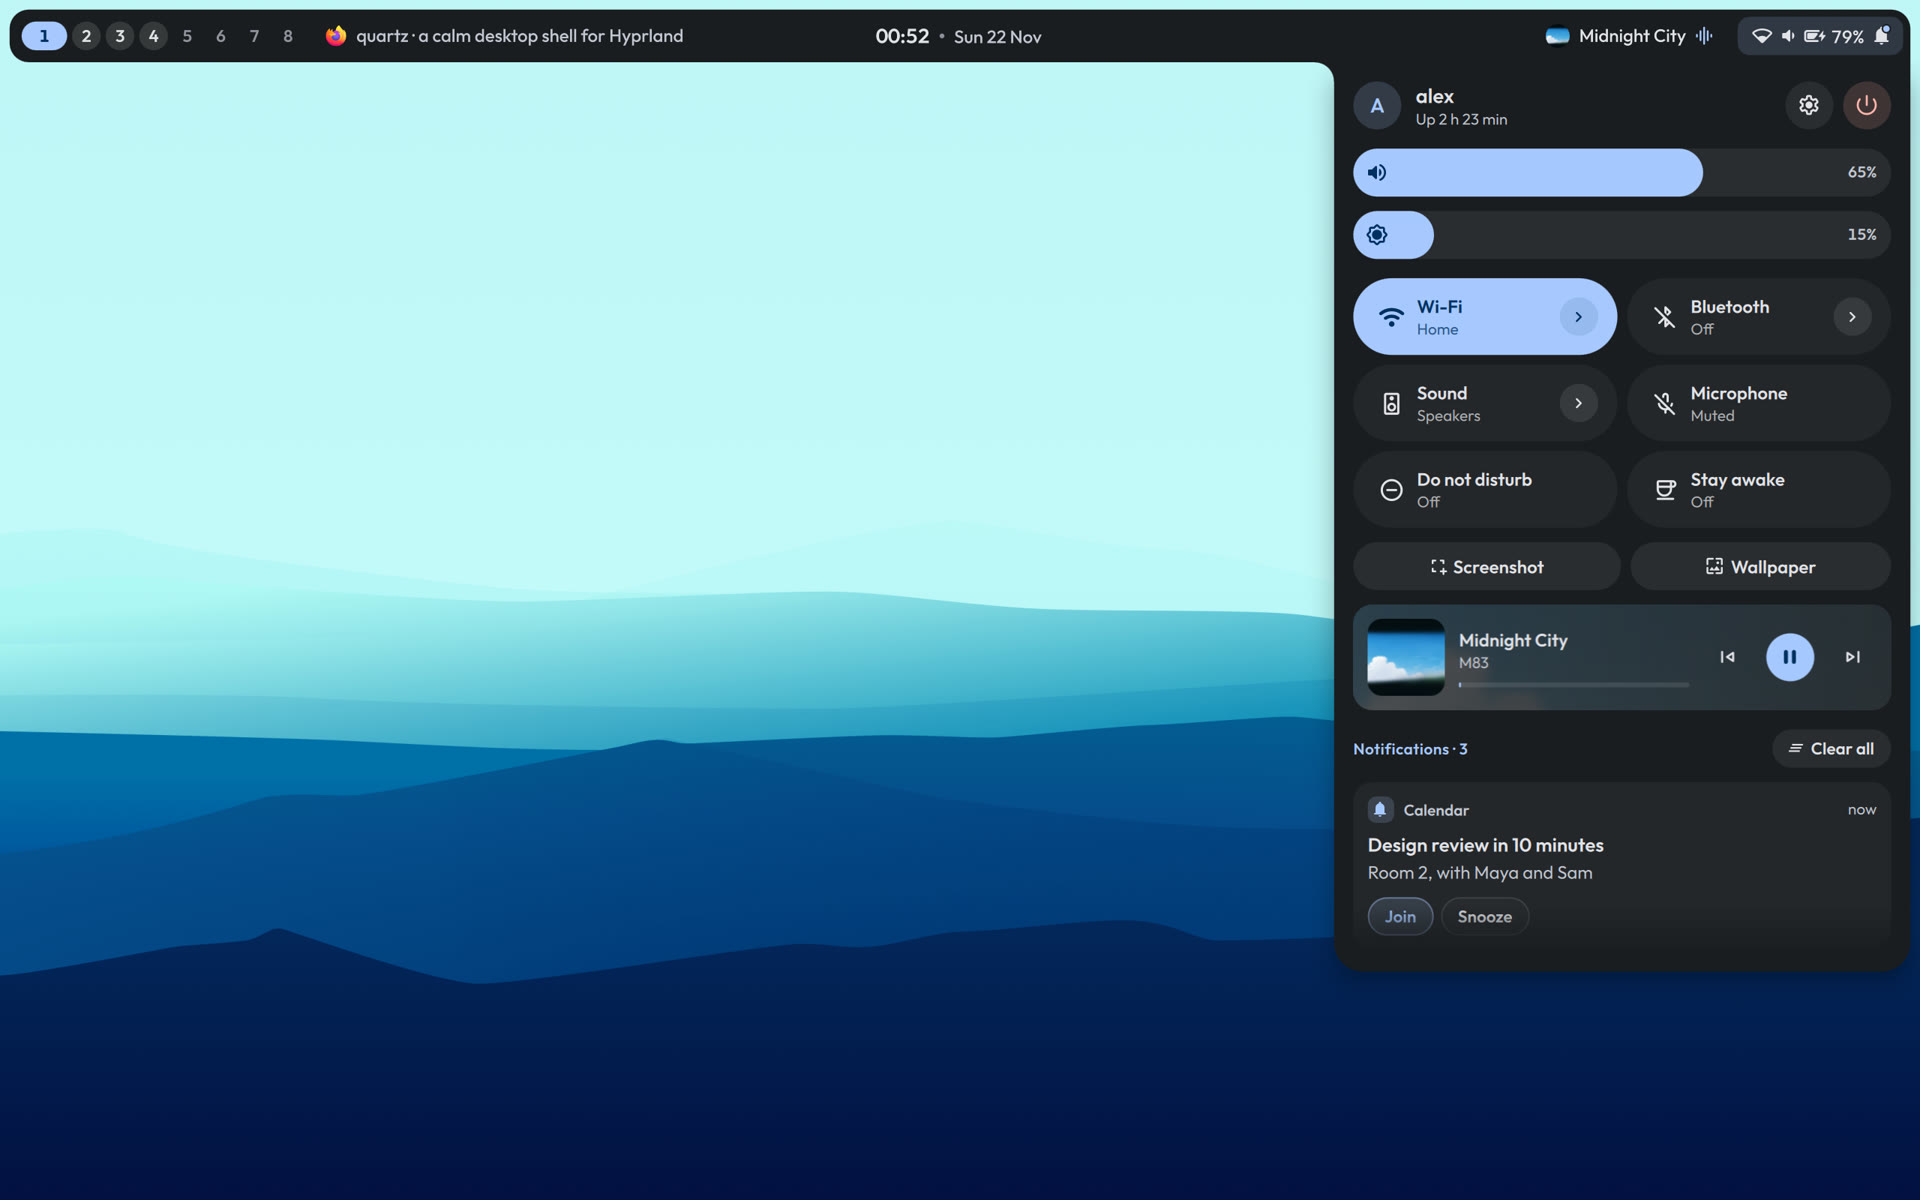 1 2 3 4 5 6 7 8 quartz · a calm desktop shell for Hyprland 00:52 • Sun 22 Nov Midnight City 79%
A
alex
Up 2 h 23 min
65%
15%
Wi-Fi
Home
Bluetooth
Off
Sound
Speakers
Microphone
Muted
Do not disturb
Off
Stay awake
Off
Screenshot
Wallpaper
Midnight City
M83
Notifications · 3
Clear all
Calendar
now
Design review in 10 minutes
Room 2, with Maya and Sam
Join
Snooze